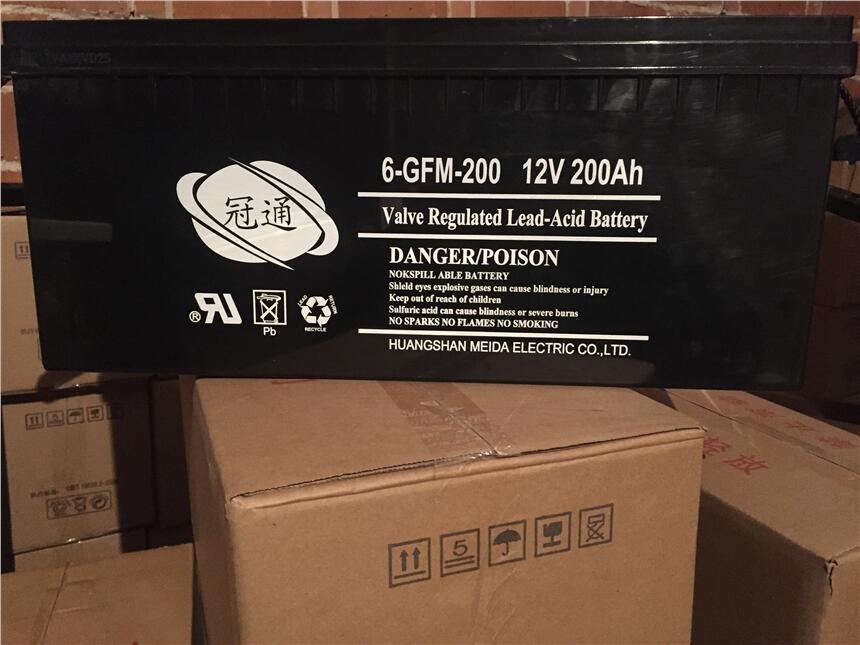 6-GFM-200 12V 200Ah
冠通
Valve Regulated Lead-Acid Battery
DANGER/POISON
NOKSPILL ABLE BATTERY
Shield eyes explosive gases can cause blindness or injury
Keep out of reach of children
Sulfuric acid can cause blindness or severe burns
NO SPARKS NO FLAMES NO SMOKING
HUANGSHAN MEIDA ELECTRIC CO.,LTD.
®
Pb
LEAD
RETURN
RECYCLE
5